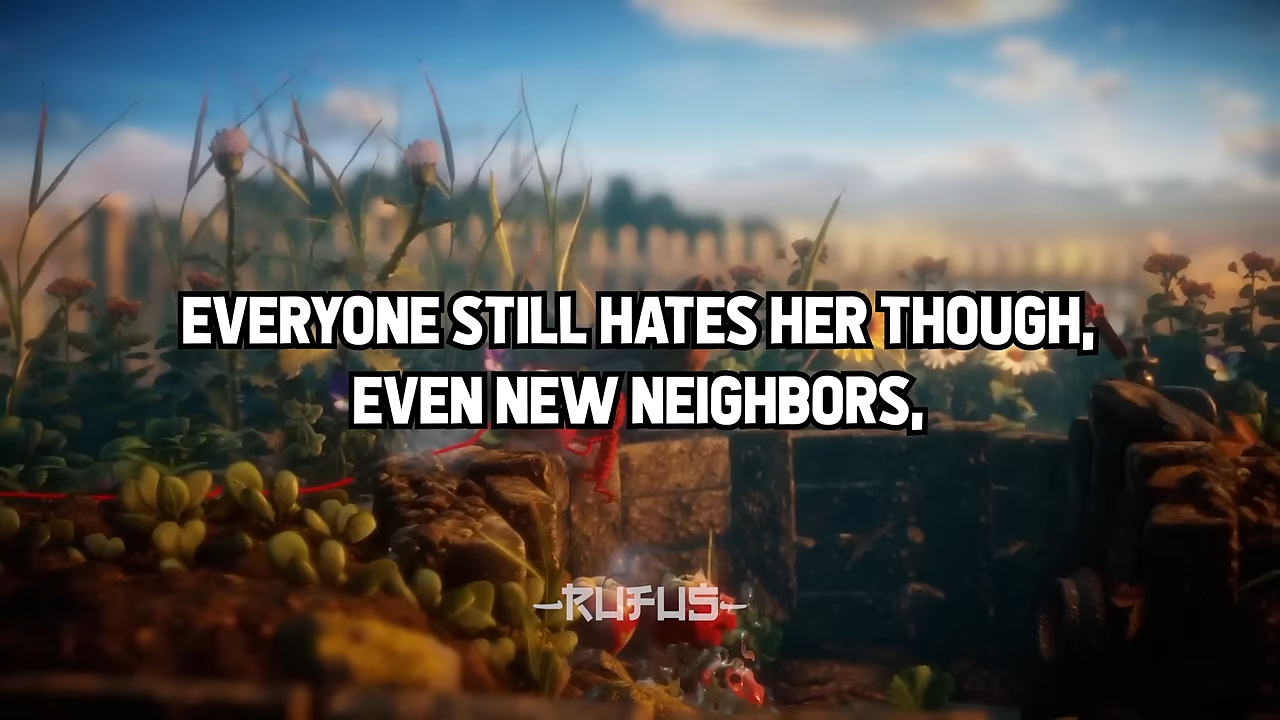 EVERYONE STILL HATES HER THOUGH,
EVEN NEW NEIGHBORS,
-RUFUS-